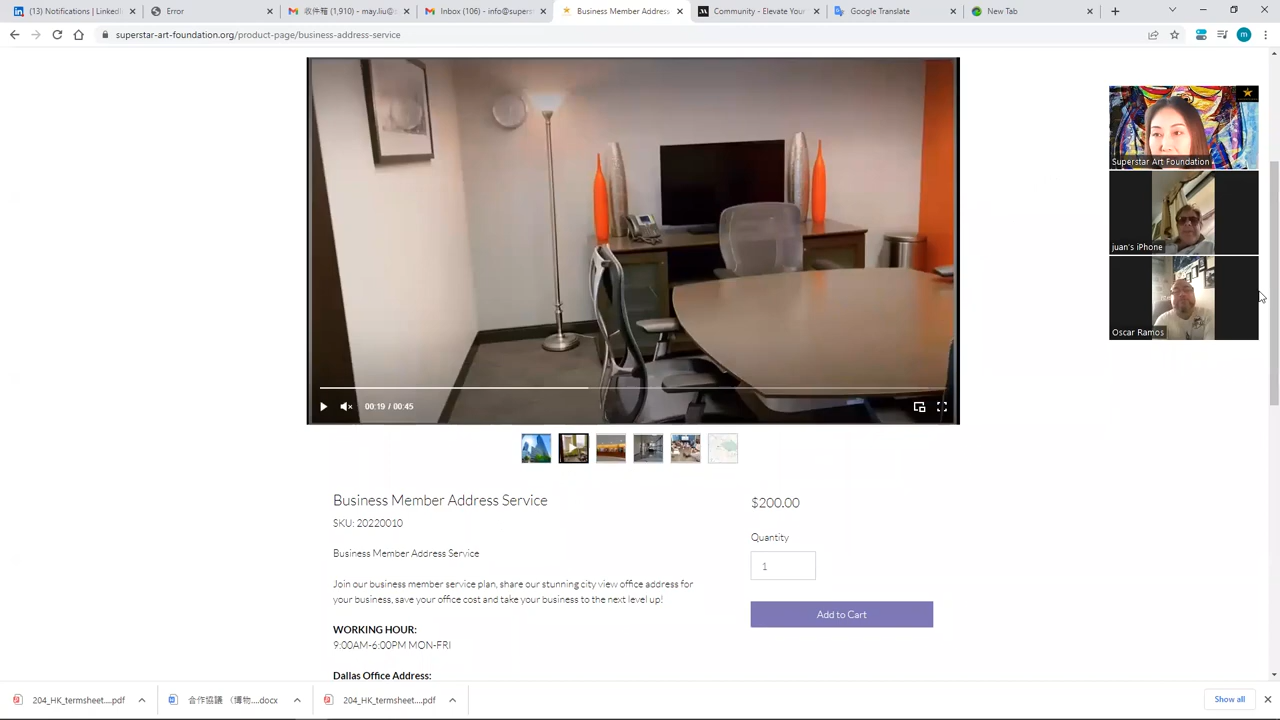 (13) Notifications | LinkedI
Error
收件箱 (1,910) - may.liu@c
Inbox (106) - info@supers
Business Member Address
Community - Elevate Your
Google Translate
New Tab
superstar-art-foundation.org/product-page/business-address-service
m
Superstar Art Foundation
juan's iPhone
Oscar Ramos
00:19 / 00:45
Business Member Address Service
$200.00
SKU: 20220010
Quantity
Business Member Address Service
1
Join our business member service plan, share our stunning city view office address for
your business, save your office cost and take your business to the next level up!
Add to Cart
WORKING HOUR:
9:00AM-6:00PM MON-FRI
Dallas Office Address:
204_HK_termsheet....pdf
合作協議 （博物....docx
204_HK_termsheet....pdf
Show all